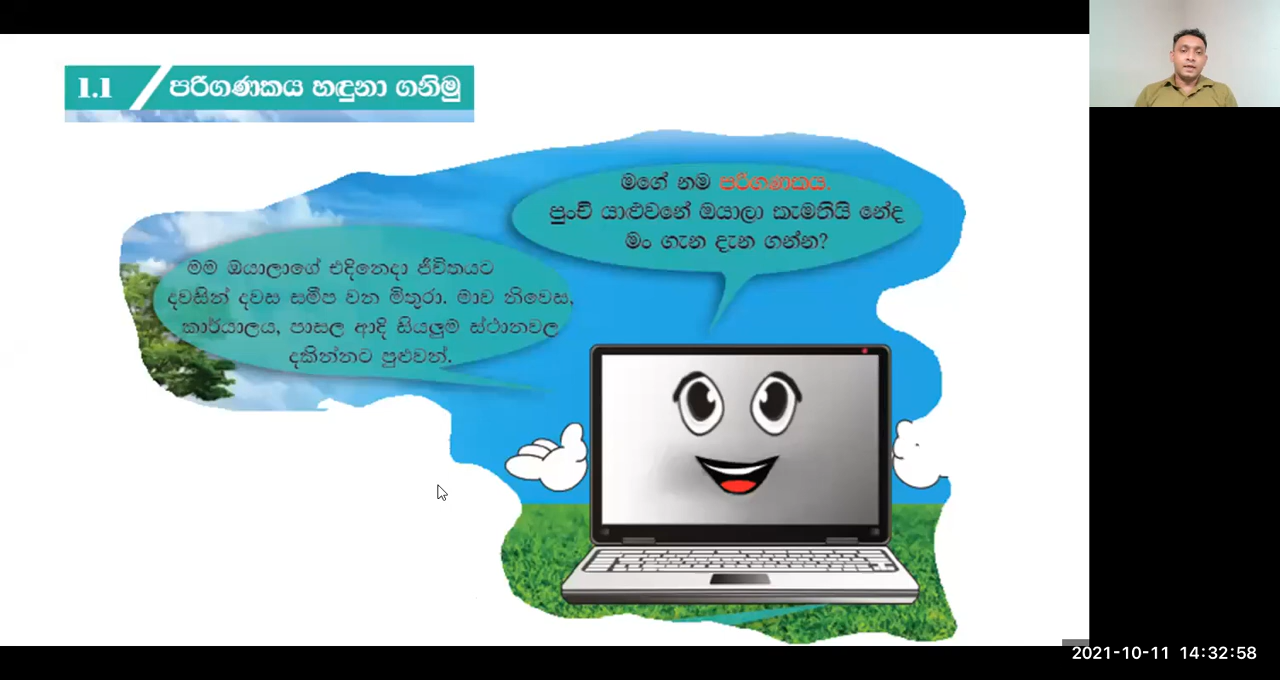 1.1 පරිගණකය හඳුනා ගනිමු
මගේ නම පරිගණකය.
පුංචි යාළුවනේ ඔයාලා කැමතියි නේද
මං ගැන දැන ගන්න?
මම ඔයාලාගේ එදිනෙදා ජීවිතයට
දවසින් දවස සමීප වන මිතුරා. මාව නිවෙස,
කාර්යාලය, පාසල ආදි සියලුම ස්ථානවල
දකින්නට පුළුවන්.
2021-10-11 14:32:58